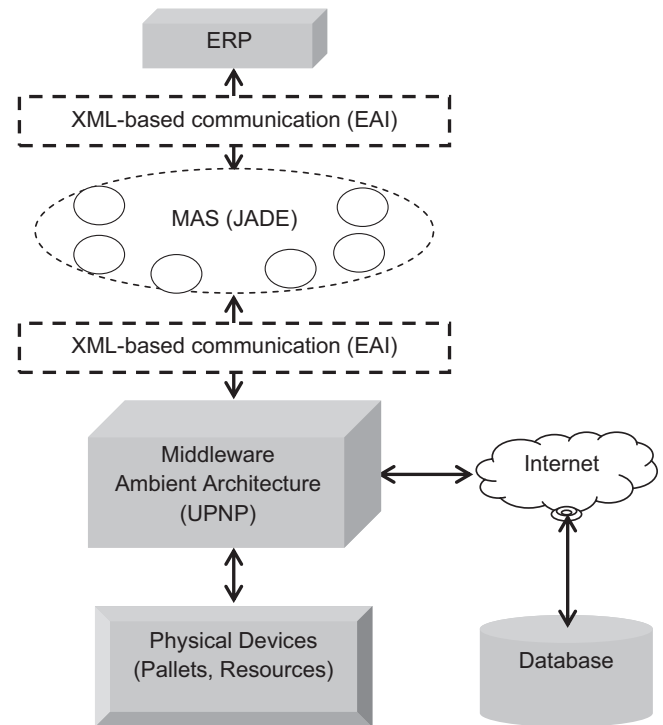 ERP
XML-based communication (EAI)
MAS (JADE)
XML-based communication (EAI)
Middleware
Ambient Architecture
(UPNP)
Internet
Physical Devices
(Pallets, Resources)
Database